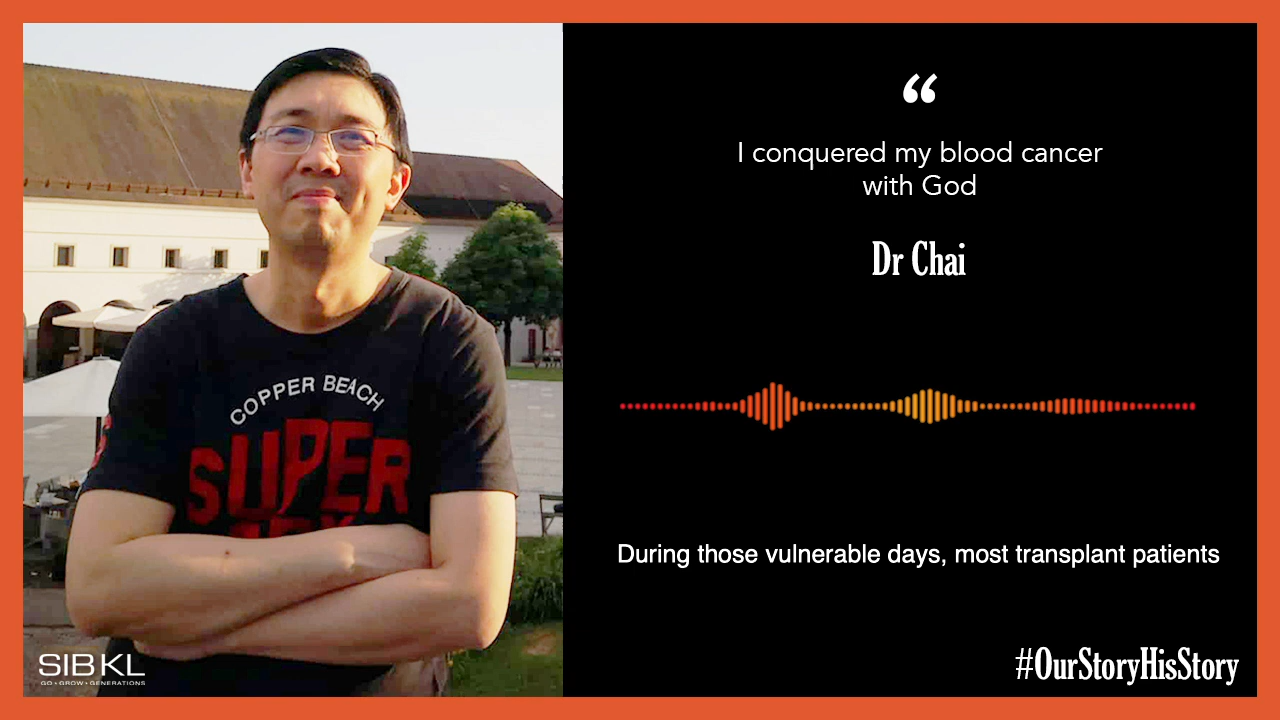 “
I conquered my blood cancer
with God
Dr Chai
COPPER BEACH
SUPER
During those vulnerable days, most transplant patients
SIBKL
GO • GROW • GENERATIONS
#OurStoryHisStory